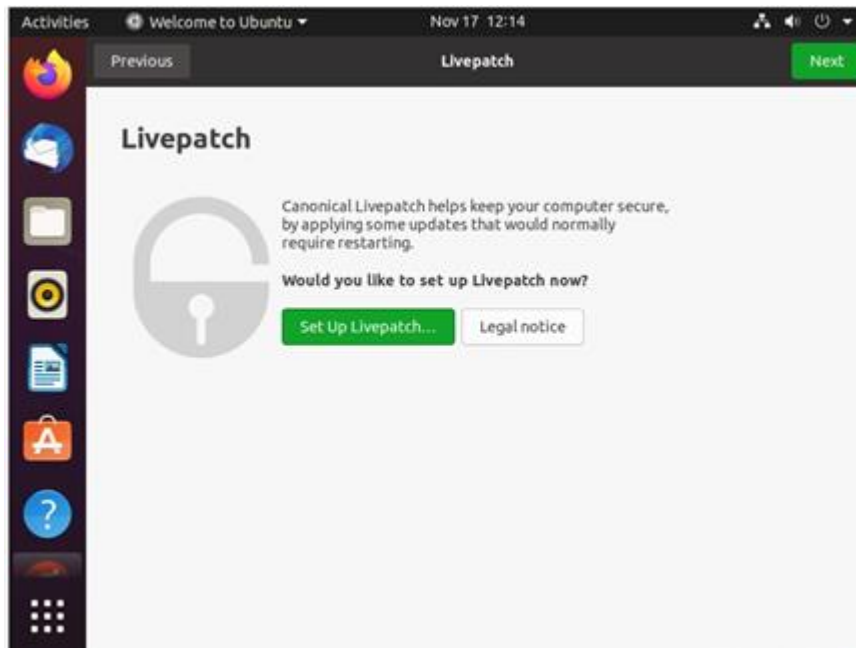 Activities Welcome to Ubuntu Nov 17 12:14
Previous Livepatch Next
Livepatch
Canonical Livepatch helps keep your computer secure,
by applying some updates that would normally
require restarting.
Would you like to set up Livepatch now?
Set Up Livepatch... Legal notice